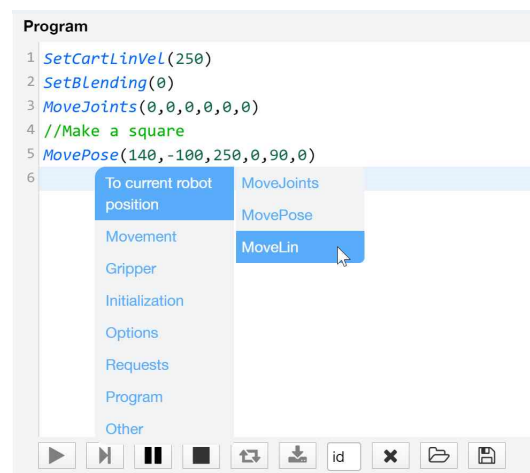 Program
1 SetCartLinVel(250)
2 SetBlending(0)
3 MoveJoints(0,0,0,0,0,0)
4 //Make a square
5 MovePose(140,-100,250,0,90,0)
6
To current robot
position
Movement
Gripper
Initialization
Options
Requests
Program
Other
MoveJoints
MovePose
MoveLin
id